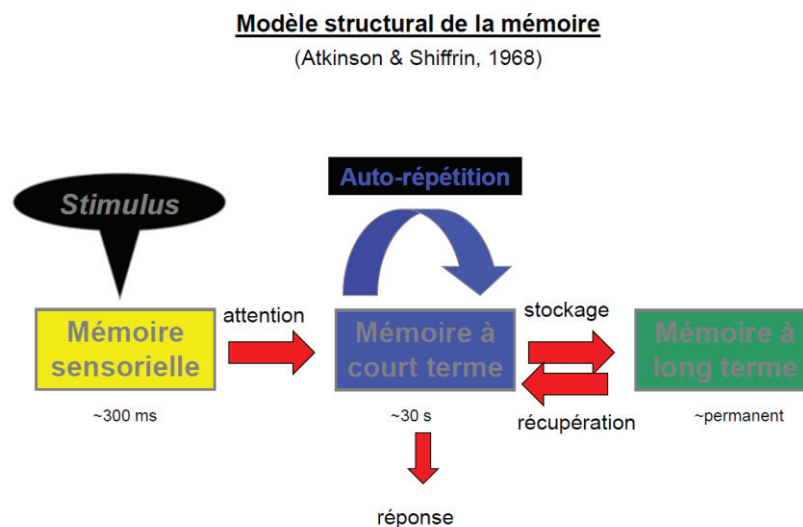 Modèle structural de la mémoire
(Atkinson & Shiffrin, 1968)
Auto-répétition
Stimulus
attention
stockage
Mémoire
sensorielle
Mémoire à
court terme
Mémoire à
long terme
~300 ms
~30 s
récupération
~permanent
réponse